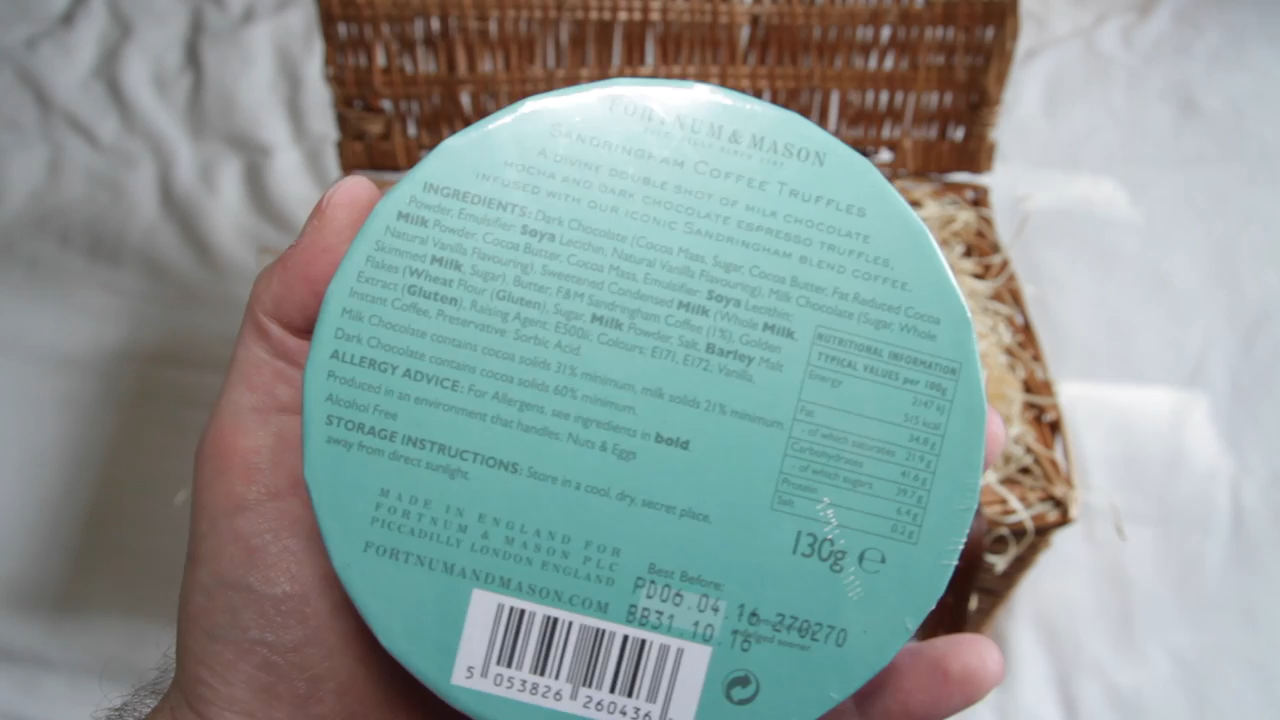 FORTNUM & MASON
SANDRINGHAM COFFEE TRUFFLES
A DIVINE DOUBLE SHOT OF MILK CHOCOLATE
MOCHA AND DARK CHOCOLATE ESPRESSO TRUFFLES,
INFUSED WITH OUR ICONIC SANDRINGHAM BLEND COFFEE.
INGREDIENTS: Dark Chocolate (Cocoa Mass, Sugar, Cocoa Butter, Fat Reduced Cocoa
Powder, Emulsifier: Soya Lecithin, Natural Vanilla Flavouring), Milk Chocolate (Sugar, Whole
Milk Powder, Cocoa Butter, Cocoa Mass, Emulsifier: Soya Lecithin;
Natural Vanilla Flavouring), Sweetened Condensed Milk (Whole Milk,
Skimmed Milk, Sugar), Butter, F&M Sandringham Coffee (1%), Golden
Flakes (Wheat Flour (Gluten), Sugar, Milk Powder, Salt, Barley Malt
Extract (Gluten), Raising Agent: E500ii; Colours: E171, E172; Vanilla,
Instant Coffee, Preservative: Sorbic Acid.
Milk Chocolate contains cocoa solids 31% minimum, milk solids 21% minimum.
Dark Chocolate contains cocoa solids 60% minimum.
ALLERGY ADVICE: For Allergens, see ingredients in bold.
Produced in an environment that handles: Nuts & Eggs
Alcohol Free
STORAGE INSTRUCTIONS: Store in a cool, dry, secret place,
away from direct sunlight.
NUTRITIONAL INFORMATION
TYPICAL VALUES per 100g
Energy 2147 kJ
515 kcal
Fat 34.8 g
- of which saturates 21.9 g
Carbohydrates 41.6 g
- of which sugars 39.7 g
Protein 6.4 g
Salt 0.2 g
130g ℮
MADE IN ENGLAND FOR
FORTNUM & MASON PLC
PICCADILLY LONDON ENGLAND
FORTNUMANDMASON.COM
Best Before:
PD06.04.16 270270
BB31.10.16
sooner.
5 053826 260436